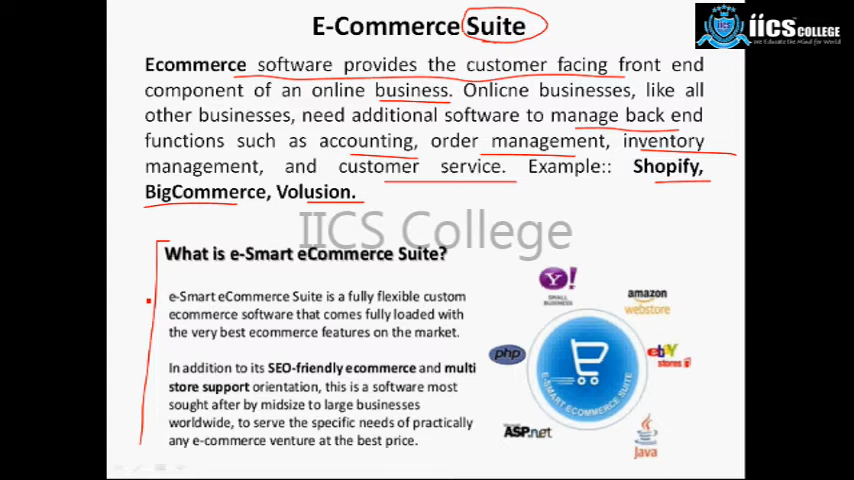 E-Commerce Suite
iics COLLEGE
We Educate the Mind for World
Ecommerce software provides the customer facing front end
component of an online business. Onlicne businesses, like all
other businesses, need additional software to manage back end
functions such as accounting, order management, inventory
management, and customer service. Example:: Shopify,
BigCommerce, Volusion.
IICS College
What is e-Smart eCommerce Suite?
e-Smart eCommerce Suite is a fully flexible custom
ecommerce software that comes fully loaded with
the very best ecommerce features on the market.
In addition to its SEO-friendly ecommerce and multi
store support orientation, this is a software most
sought after by midsize to large businesses
worldwide, to serve the specific needs of practically
any e-commerce venture at the best price.
Y!
SMALL
BUSINESS
amazon
webstore
php
ebY
stores
E-SMART ECOMMERCE SUITE
ASP.net
Java